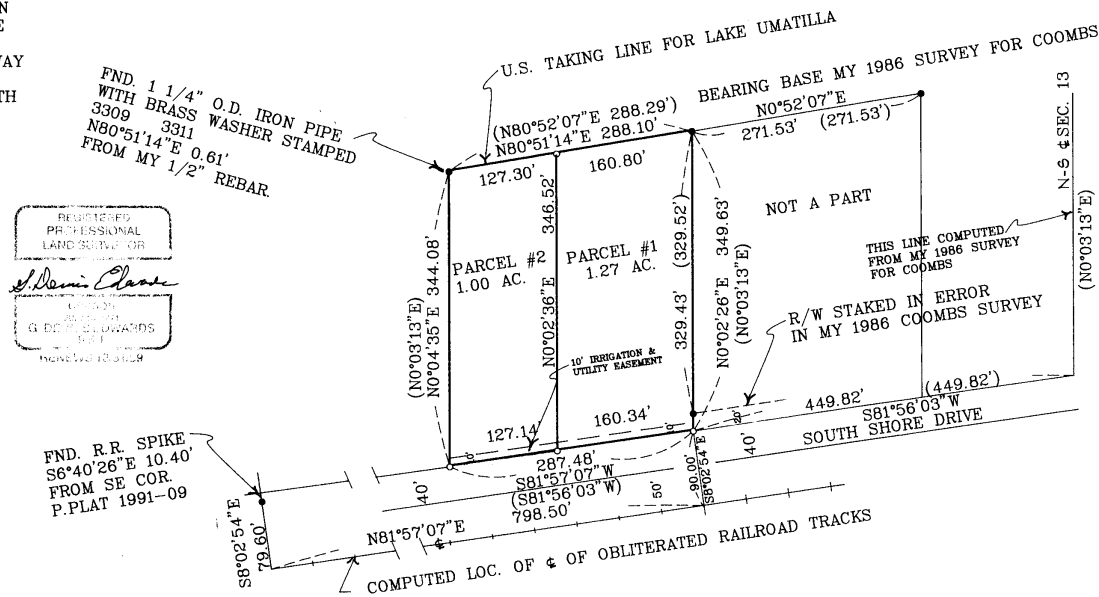 N
E
WAY
TH
FND. 1 1/4" O.D. IRON PIPE
WITH BRASS WASHER STAMPED
3309 3311
N80°51'14"E 0.61'
FROM MY 1/2" REBAR.
U.S. TAKING LINE FOR LAKE UMATILLA
BEARING BASE MY 1986 SURVEY FOR COOMBS
(N80°52'07"E 288.29')
N80°51'14"E 288.10'
N0°52'07"E
271.53' (271.53')
127.30'
160.80'
N-S ℄ SEC. 13
(N0°03'13"E)
NOT A PART
THIS LINE COMPUTED
FROM MY 1986 SURVEY
FOR COOMBS
REGISTERED
PROFESSIONAL
LAND SURVEYOR
S. Dennis Edwards
OREGON
G. DENNIS EDWARDS
PARCEL #2
1.00 AC.
PARCEL #1
1.27 AC.
(N0°03'13"E)
N0°04'35"E 344.08'
N0°02'36"E 346.52'
329.43' (329.52')
N0°02'26"E 349.63'
(N0°03'13"E)
R/W STAKED IN ERROR
IN MY 1986 COOMBS SURVEY
10' IRRIGATION &
UTILITY EASEMENT
127.14'
160.34'
20'
449.82'
(449.82')
S81°56'03"W
SOUTH SHORE DRIVE
287.48'
S81°57'07"W
(S81°56'03"W)
798.50'
40'
50'
90.00'
S8°02'54"E
40'
FND. R.R. SPIKE
S6°40'26"E 10.40'
FROM SE COR.
P.PLAT 1991-09
S8°02'54"E
79.60'
N81°57'07"E
℄
COMPUTED LOC. OF ℄ OF OBLITERATED RAILROAD TRACKS